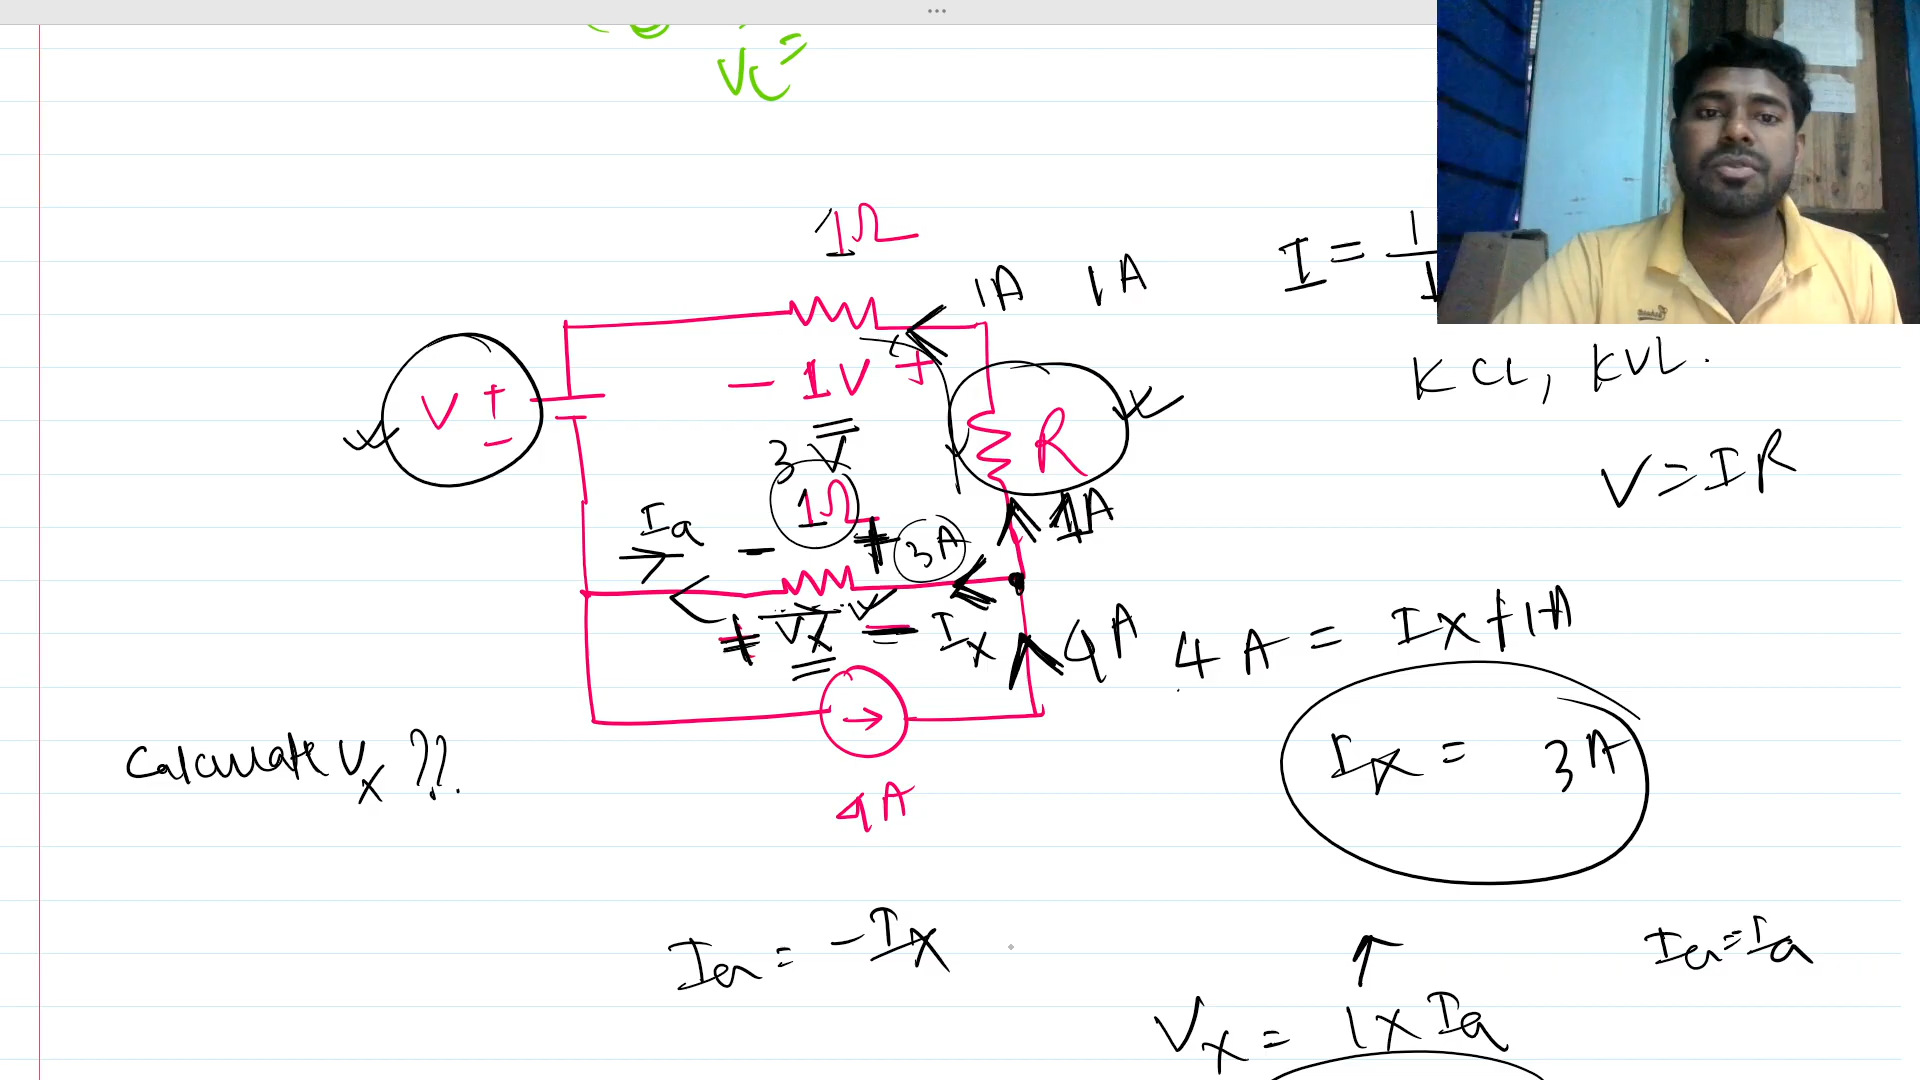 Vc =
1Ω
1A 1A
I = 1/1
KCL, KVL.
V ±
- 1V +
R
3V
V = IR
1Ω
Ia
-
+
3A
1A
+ Vx -
Ix
4A
4A = Ix + 1A
Calculate Vx ??.
Ix = 3A
4A
Ia = -Ix
Ia = Ia
Vx = 1 x Ia